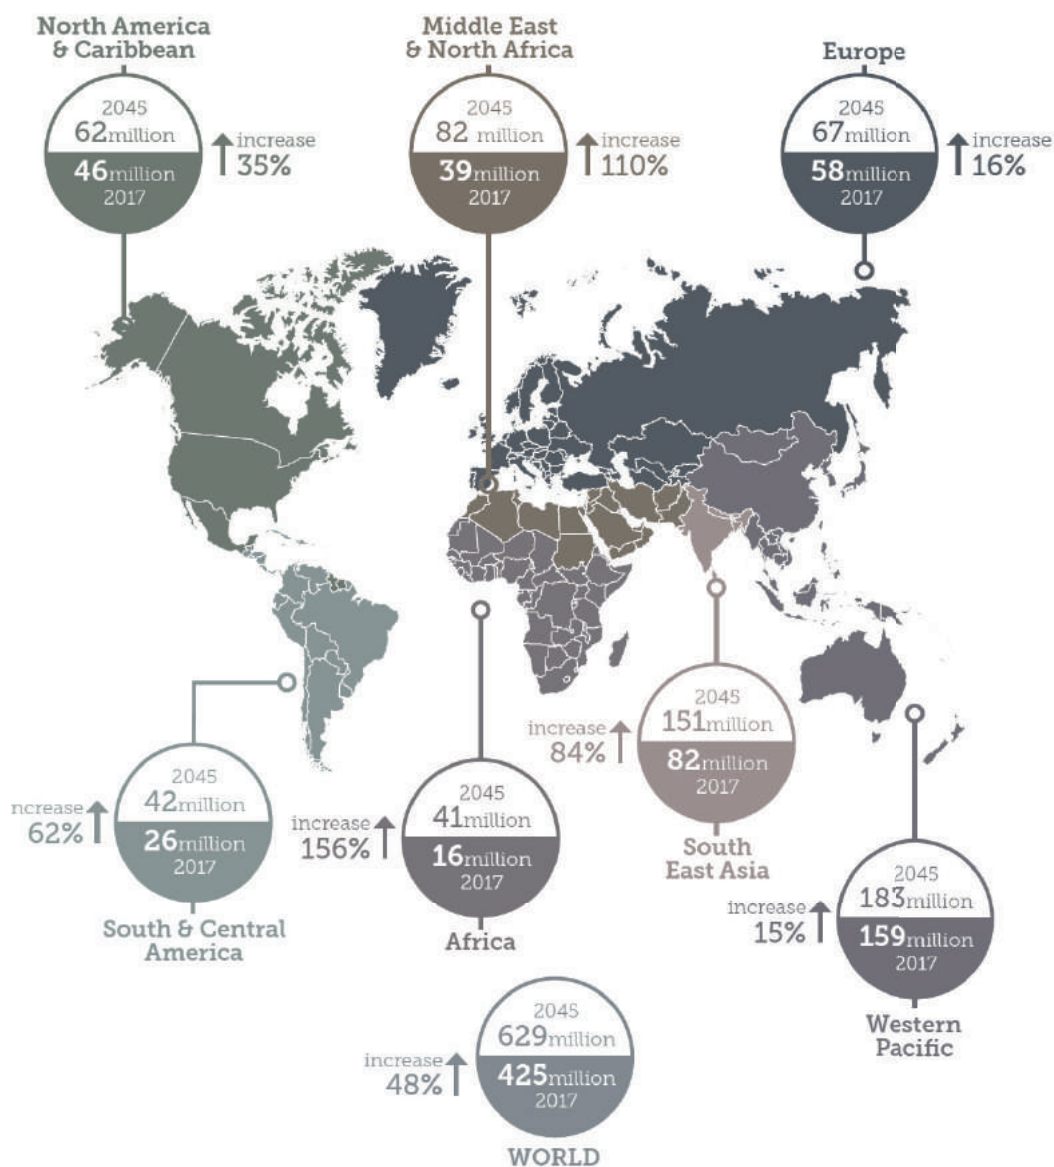 North America
& Caribbean
2045
62million
46million
2017
increase
35%
Middle East
& North Africa
2045
82 million
39million
2017
increase
110%
Europe
2045
67million
58million
2017
increase
16%
2045
42million
26million
2017
ncrease
62%
South & Central
America
2045
41million
16million
2017
increase
156%
Africa
2045
151million
82million
2017
increase
84%
South
East Asia
2045
183million
159million
2017
increase
15%
Western
Pacific
2045
629million
425million
2017
increase
48%
WORLD